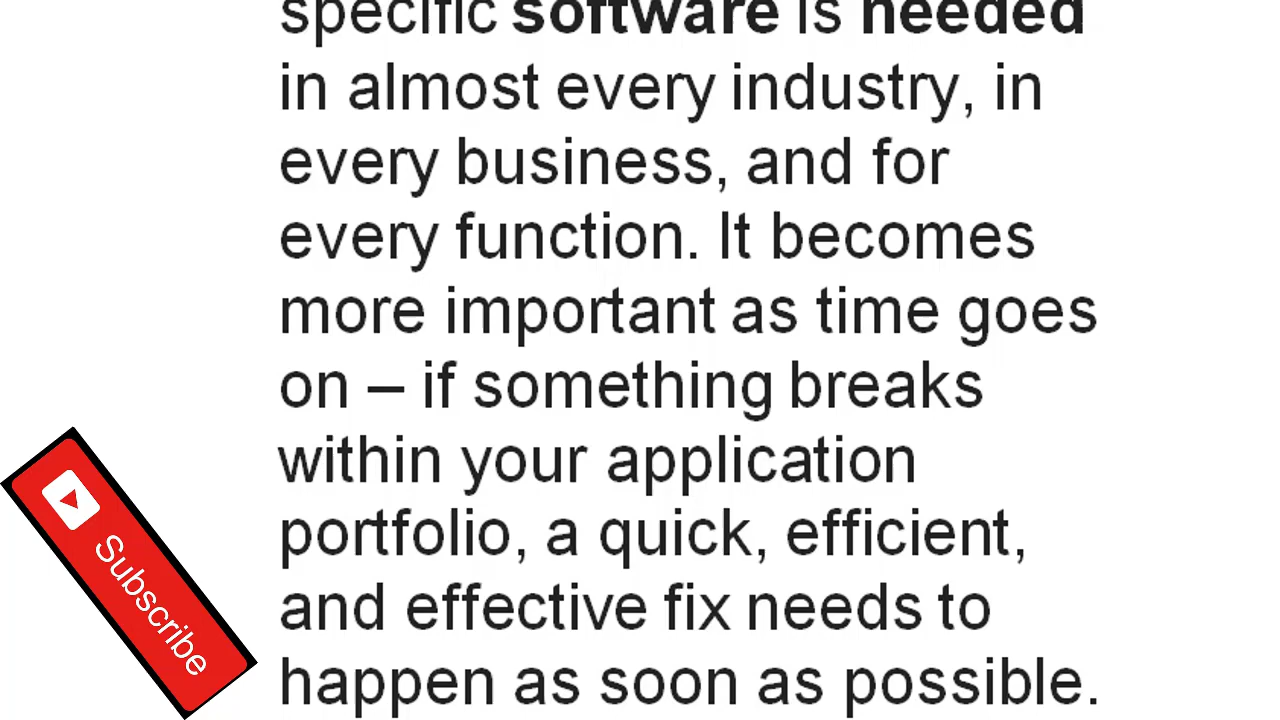 specific software is needed
in almost every industry, in
every business, and for
every function. It becomes
more important as time goes
on – if something breaks
within your application
portfolio, a quick, efficient,
and effective fix needs to
happen as soon as possible.
Subscribe